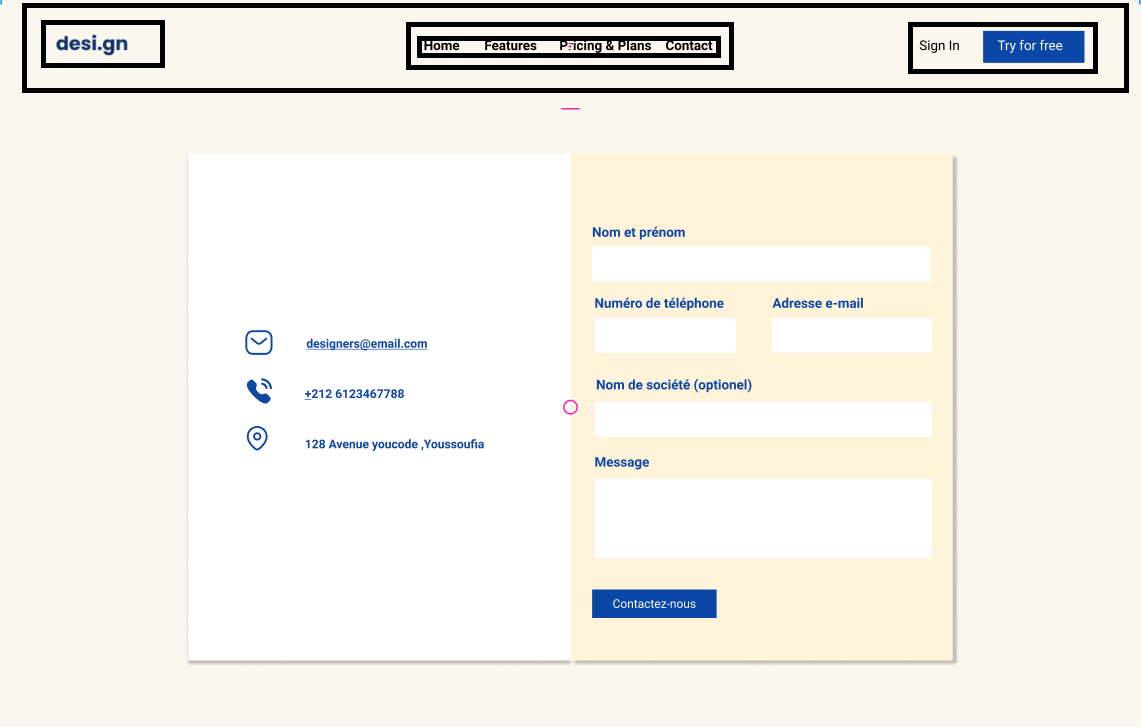 desi.gn
Home Features Pricing & Plans Contact
Sign In Try for free
Nom et prénom
Numéro de téléphone Adresse e-mail
designers@email.com
Nom de société (optionel)
+212 6123467788
128 Avenue youcode ,Youssoufia
Message
Contactez-nous